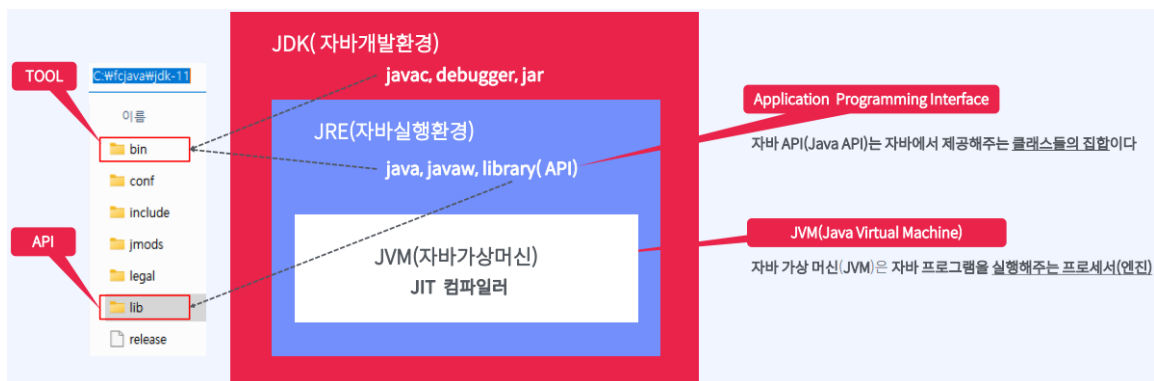 TOOL
C:₩fcjava₩jdk-11
이름
bin
conf
include
jmods
legal
lib
release
API
JDK( 자바개발환경)
javac, debugger, jar
JRE(자바실행환경)
java, javaw, library( API)
JVM(자바가상머신)
JIT 컴파일러
Application Programming Interface
자바 API(Java API)는 자바에서 제공해주는 클래스들의 집합이다
JVM(Java Virtual Machine)
자바 가상 머신(JVM)은 자바 프로그램을 실행해주는 프로세서(엔진)